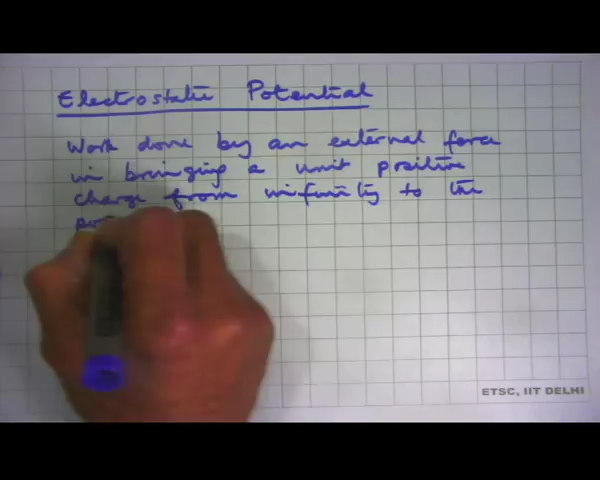 Electrostatic Potential
Work done by an external force
in bringing a unit positive
charge from infinity to the
ETSC, IIT DELHI